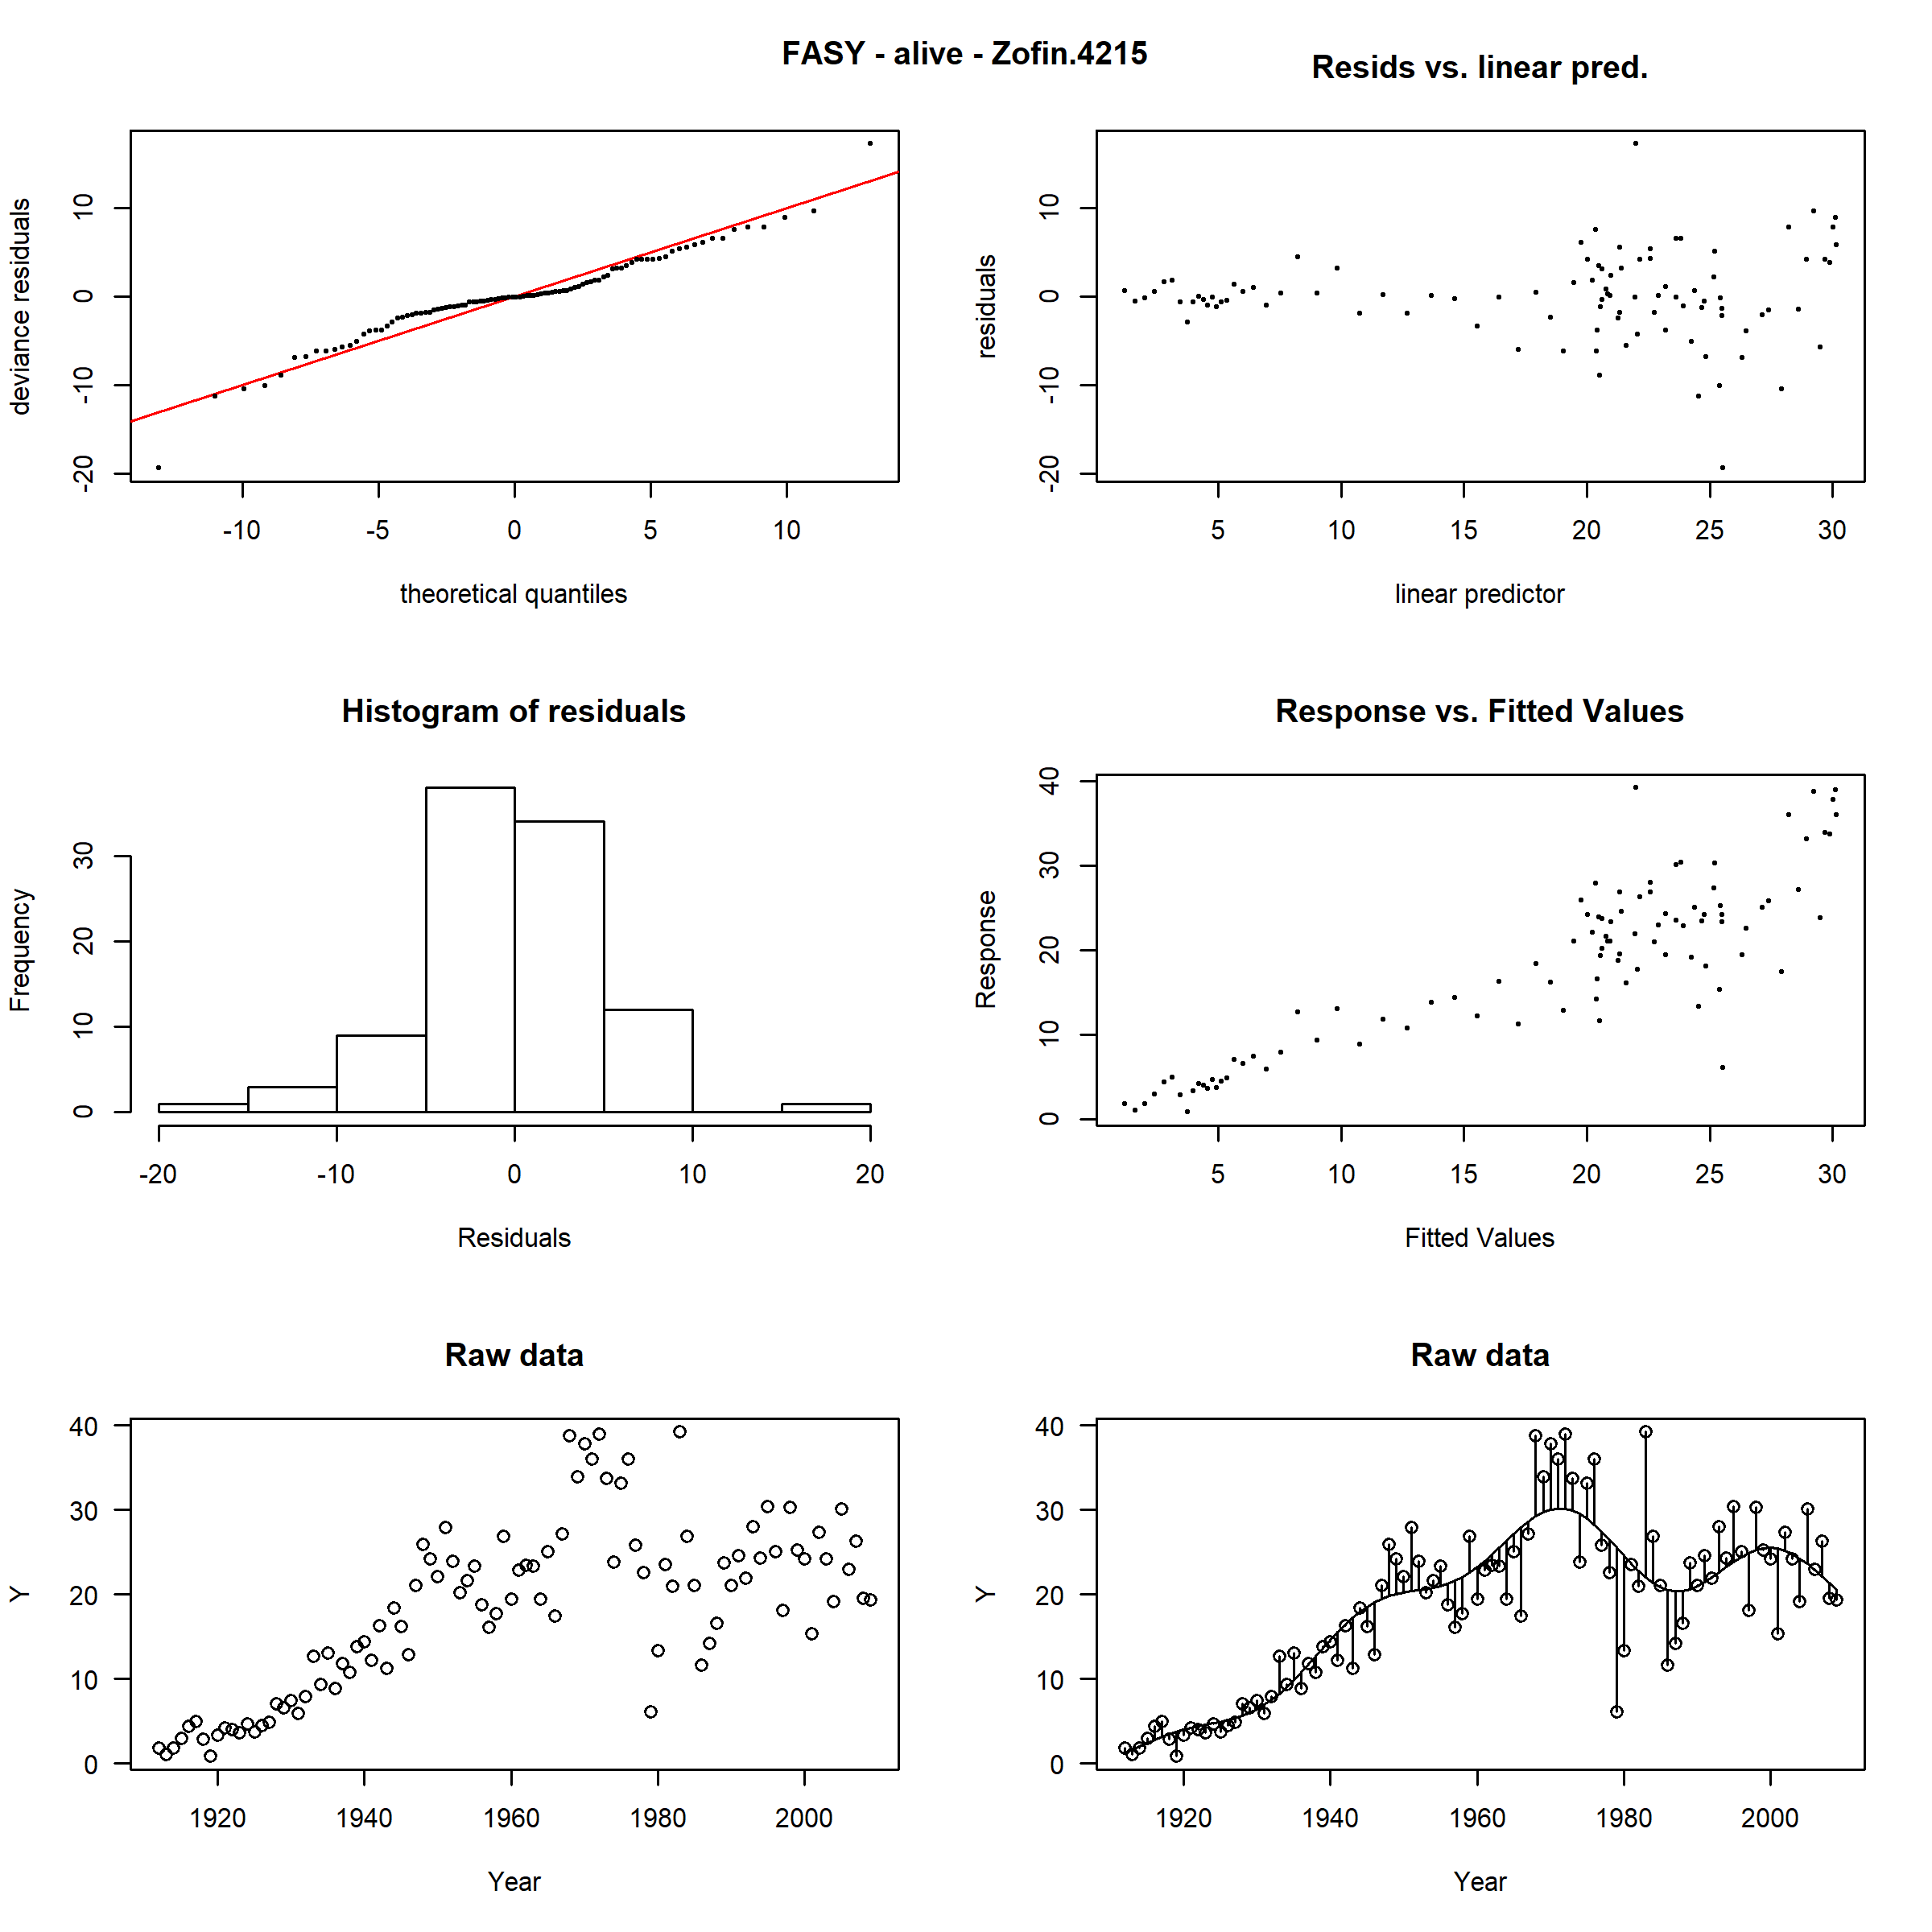 FASY - alive - Zofin.4215
Resids vs. linear pred.
deviance residuals
-20 -10 0 10
-10 -5 0 5 10
theoretical quantiles
residuals
-20 -10 0 10
5 10 15 20 25 30
linear predictor
Histogram of residuals
Frequency
0 10 20 30
-20 -10 0 10 20
Residuals
Response vs. Fitted Values
Response
0 10 20 30 40
5 10 15 20 25 30
Fitted Values
Raw data
Y
0 10 20 30 40
1920 1940 1960 1980 2000
Year
Raw data
Y
0 10 20 30 40
1920 1940 1960 1980 2000
Year